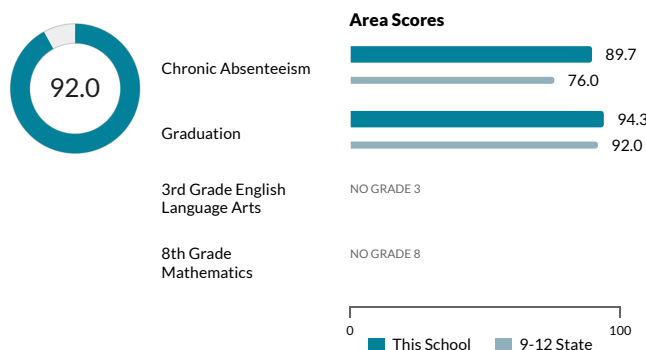 Area Scores
92.0
Chronic Absenteeism
89.7
76.0
Graduation
94.3
92.0
3rd Grade English
Language Arts
NO GRADE 3
8th Grade
Mathematics
NO GRADE 8
0
100
This School
9-12 State